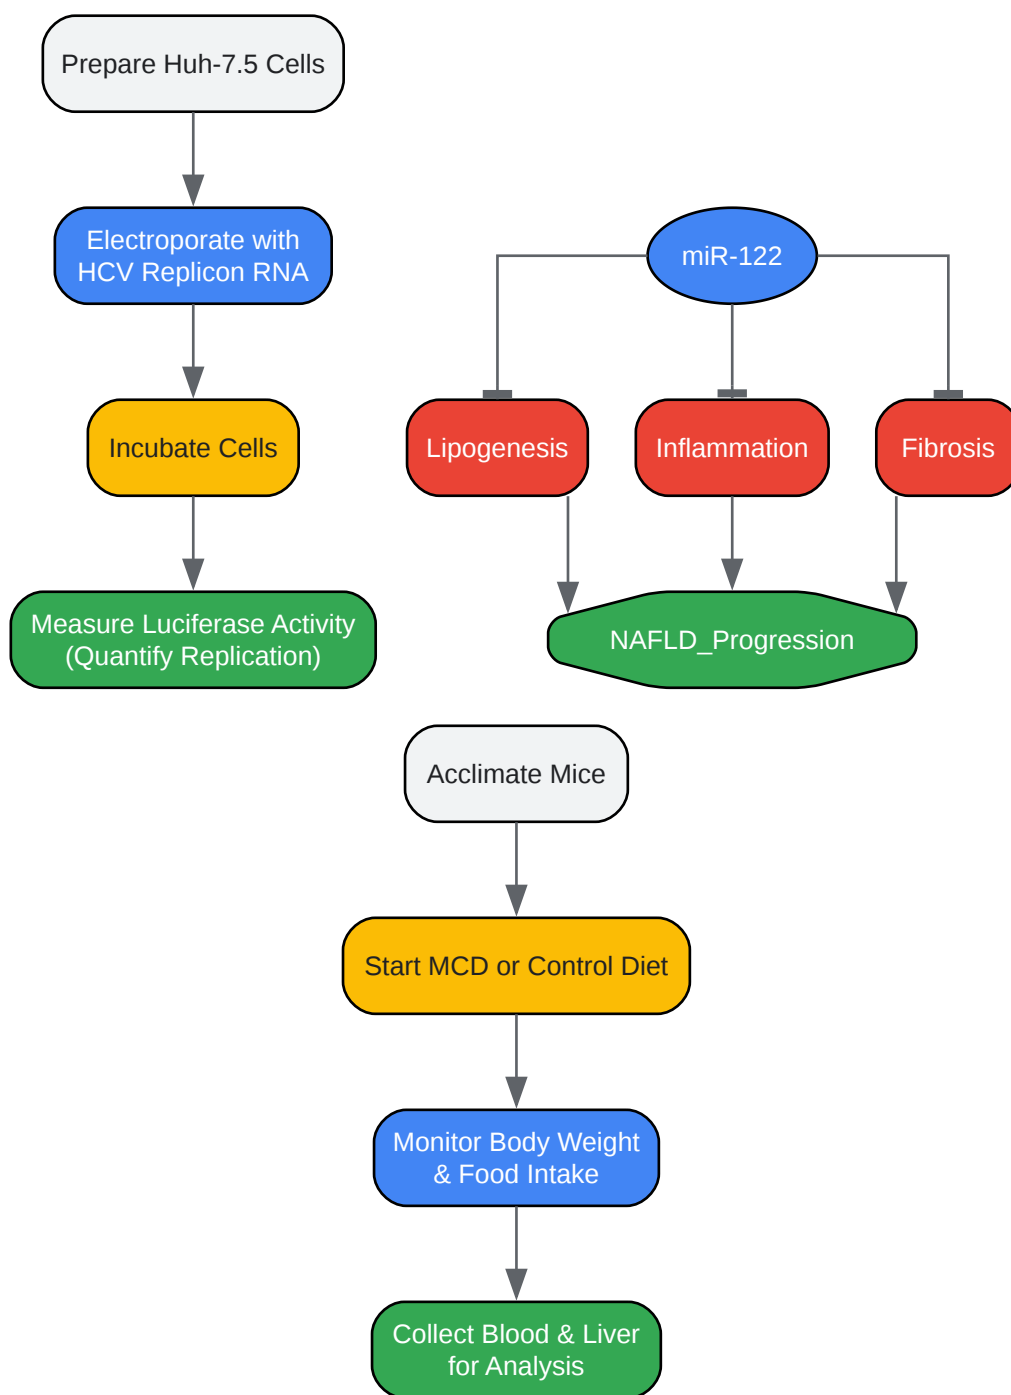 Prepare Huh-7.5 Cells
Electroporate with
HCV Replicon RNA
Incubate Cells
Measure Luciferase Activity
(Quantify Replication)
miR-122
Lipogenesis
Inflammation
Fibrosis
NAFLD_Progression
Acclimate Mice
Start MCD or Control Diet
Monitor Body Weight
& Food Intake
Collect Blood & Liver
for Analysis